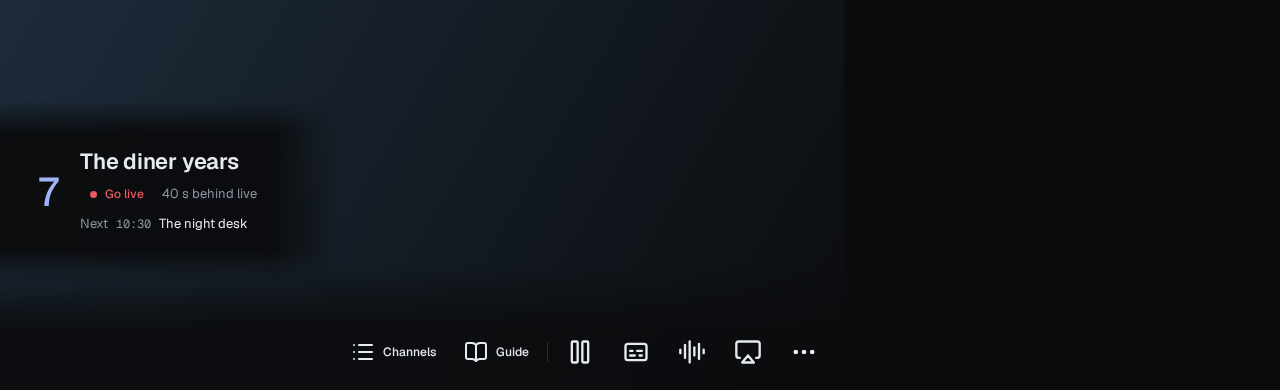 7
The diner years
Go live 40 s behind live
Next 10:30 The night desk
Channels Guide